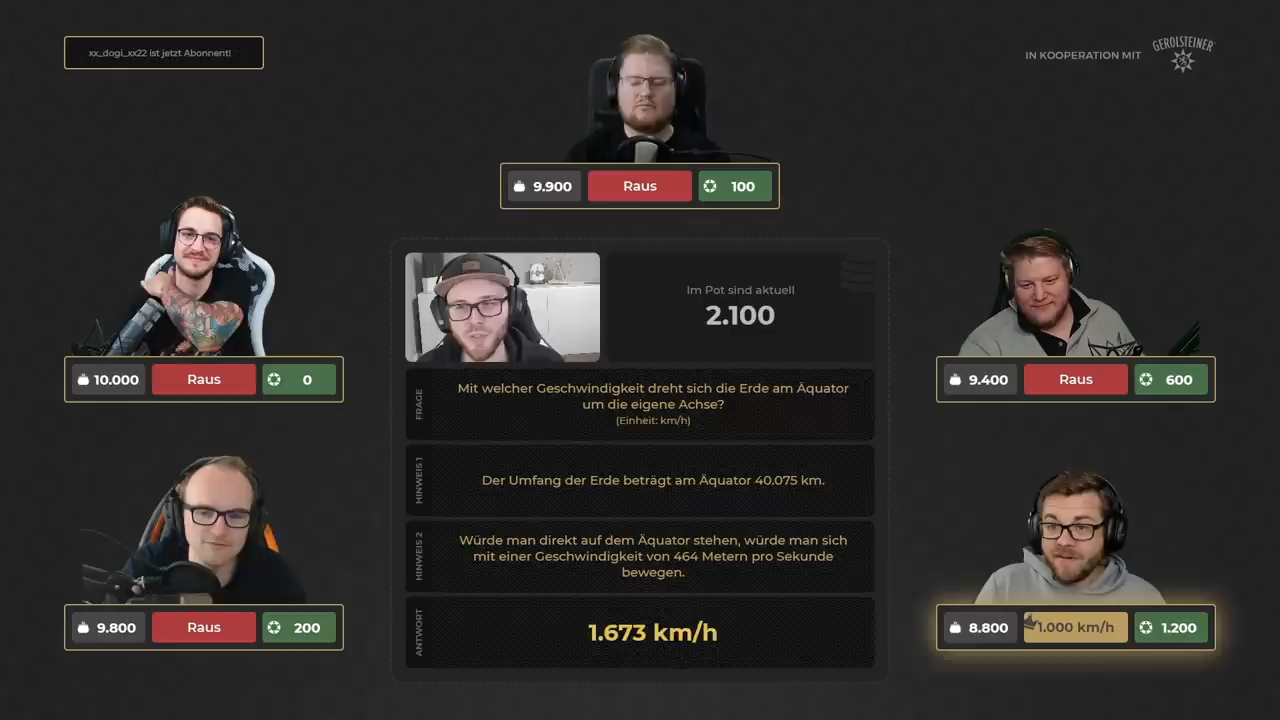 xx_dogi_xx22 ist jetzt Abonnent!
IN KOOPERATION MIT
GEROLSTEINER
9.900
Raus
100
10.000
Raus
0
Im Pot sind aktuell
2.100
9.400
Raus
600
FRAGE
Mit welcher Geschwindigkeit dreht sich die Erde am Äquator
um die eigene Achse?
(Einheit: km/h)
HINWEIS 1
Der Umfang der Erde beträgt am Äquator 40.075 km.
HINWEIS 2
Würde man direkt auf dem Äquator stehen, würde man sich
mit einer Geschwindigkeit von 464 Metern pro Sekunde
bewegen.
ANTWORT
1.673 km/h
9.800
Raus
200
8.800
1.000 km/h
1.200